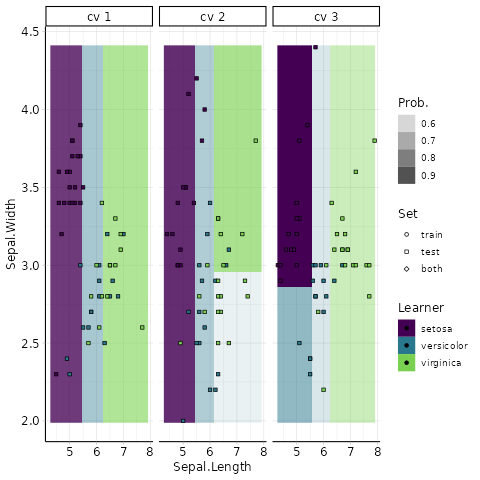 cv 1 cv 2 cv 3
4.5
4.0
3.5
3.0
2.5
2.0
Sepal.Width
5 6 7 8 5 6 7 8 5 6 7 8
Sepal.Length
Prob.
0.6
0.7
0.8
0.9
Set
train
test
both
Learner
setosa
versicolor
virginica